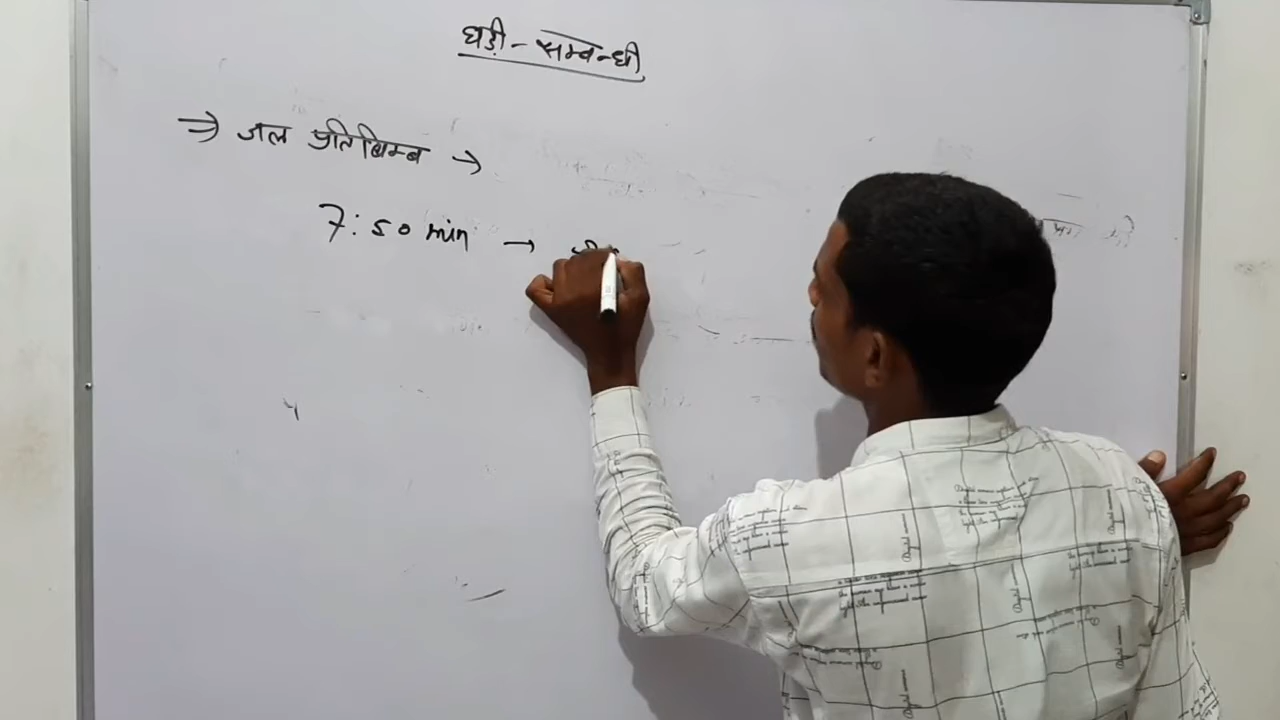 घड़ी - सम्बन्धी
⇒ जल प्रतिबिम्ब →
7:50 min →